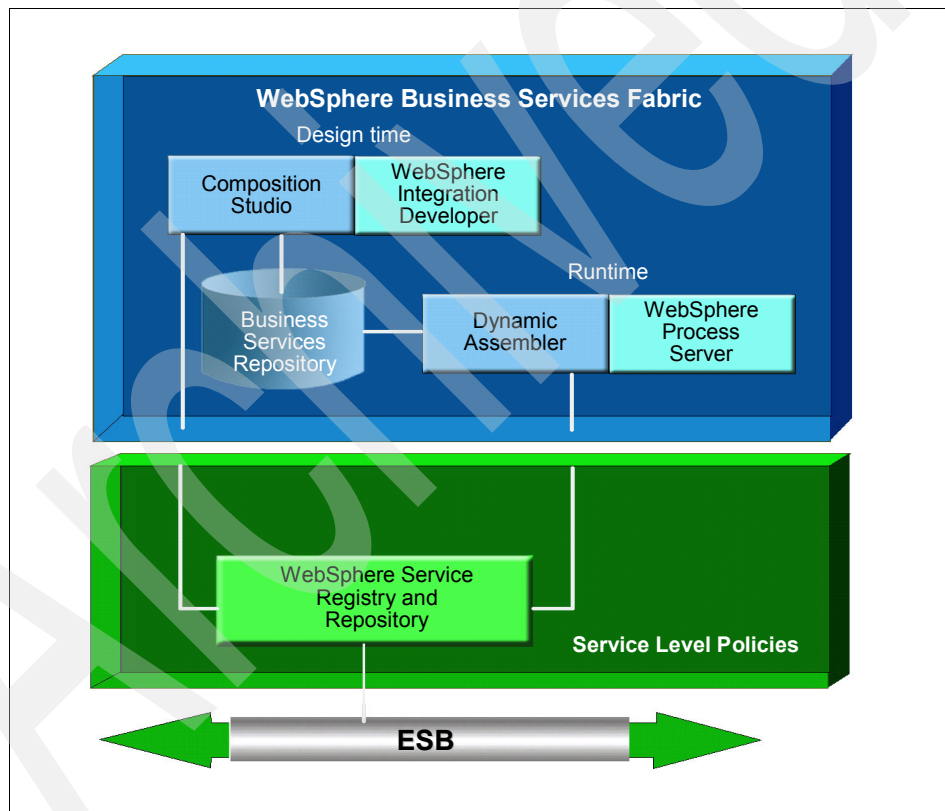 WebSphere Business Services Fabric
Design time
Composition
Studio
WebSphere
Integration
Developer
Runtime
Business
Services
Repository
Dynamic
Assembler
WebSphere
Process
Server
WebSphere Service
Registry and
Repository
Service Level Policies
ESB
Archived